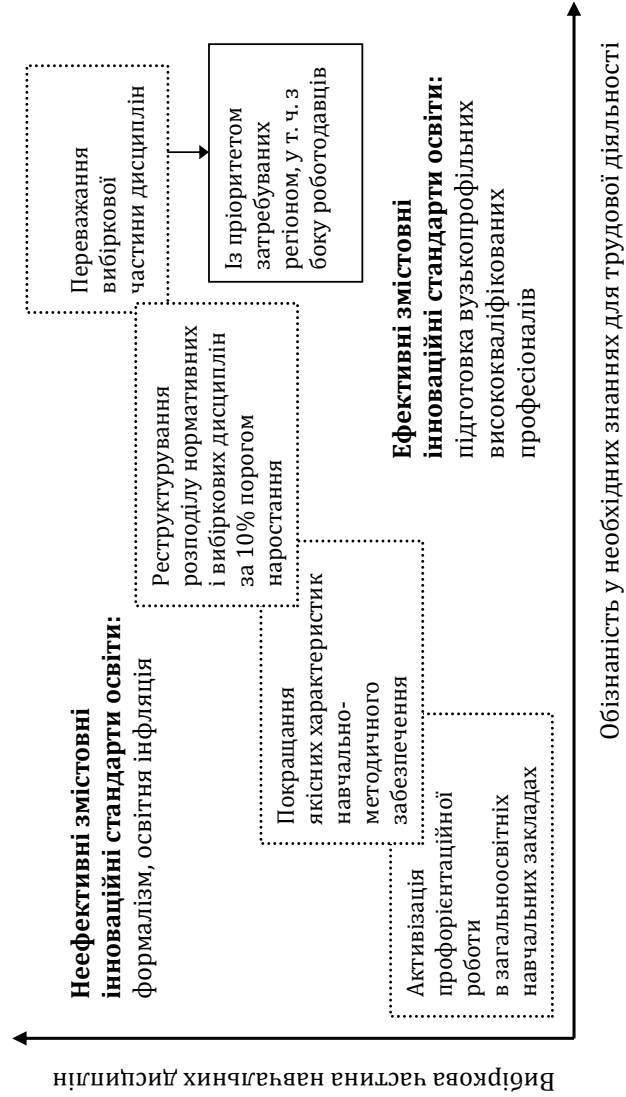 Вибіркова частина навчальних дисциплін
Неефективні змістовні
інноваційні стандарти освіти:
формалізм, освітня інфляція
Активізація
профорієнтаційної
роботи
в загальноосвітніх
навчальних закладах
Покращання
якісних характеристик
навчально-
методичного
забезпечення
Реструктурування
розподілу нормативних
і вибіркових дисциплін
за 10% порогом
наростання
Переважання
вибіркової
частини дисциплін
Із пріоритетом
затребуваних
регіоном, у т. ч. з
боку роботодавців
Ефективні змістовні
інноваційні стандарти освіти:
підготовка вузькопрофільних
висококваліфікованих
професіоналів
Обізнаність у необхідних знаннях для трудової діяльності